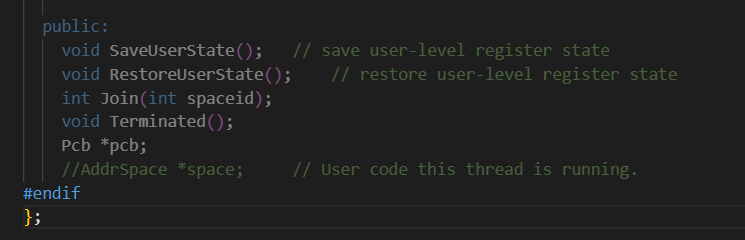 public:
void SaveUserState();   // save user-level register state
void RestoreUserState();    // restore user-level register state
int Join(int spaceid);
void Terminated();
Pcb *pcb;
//AddrSpace *space;     // User code this thread is running.
#endif
};